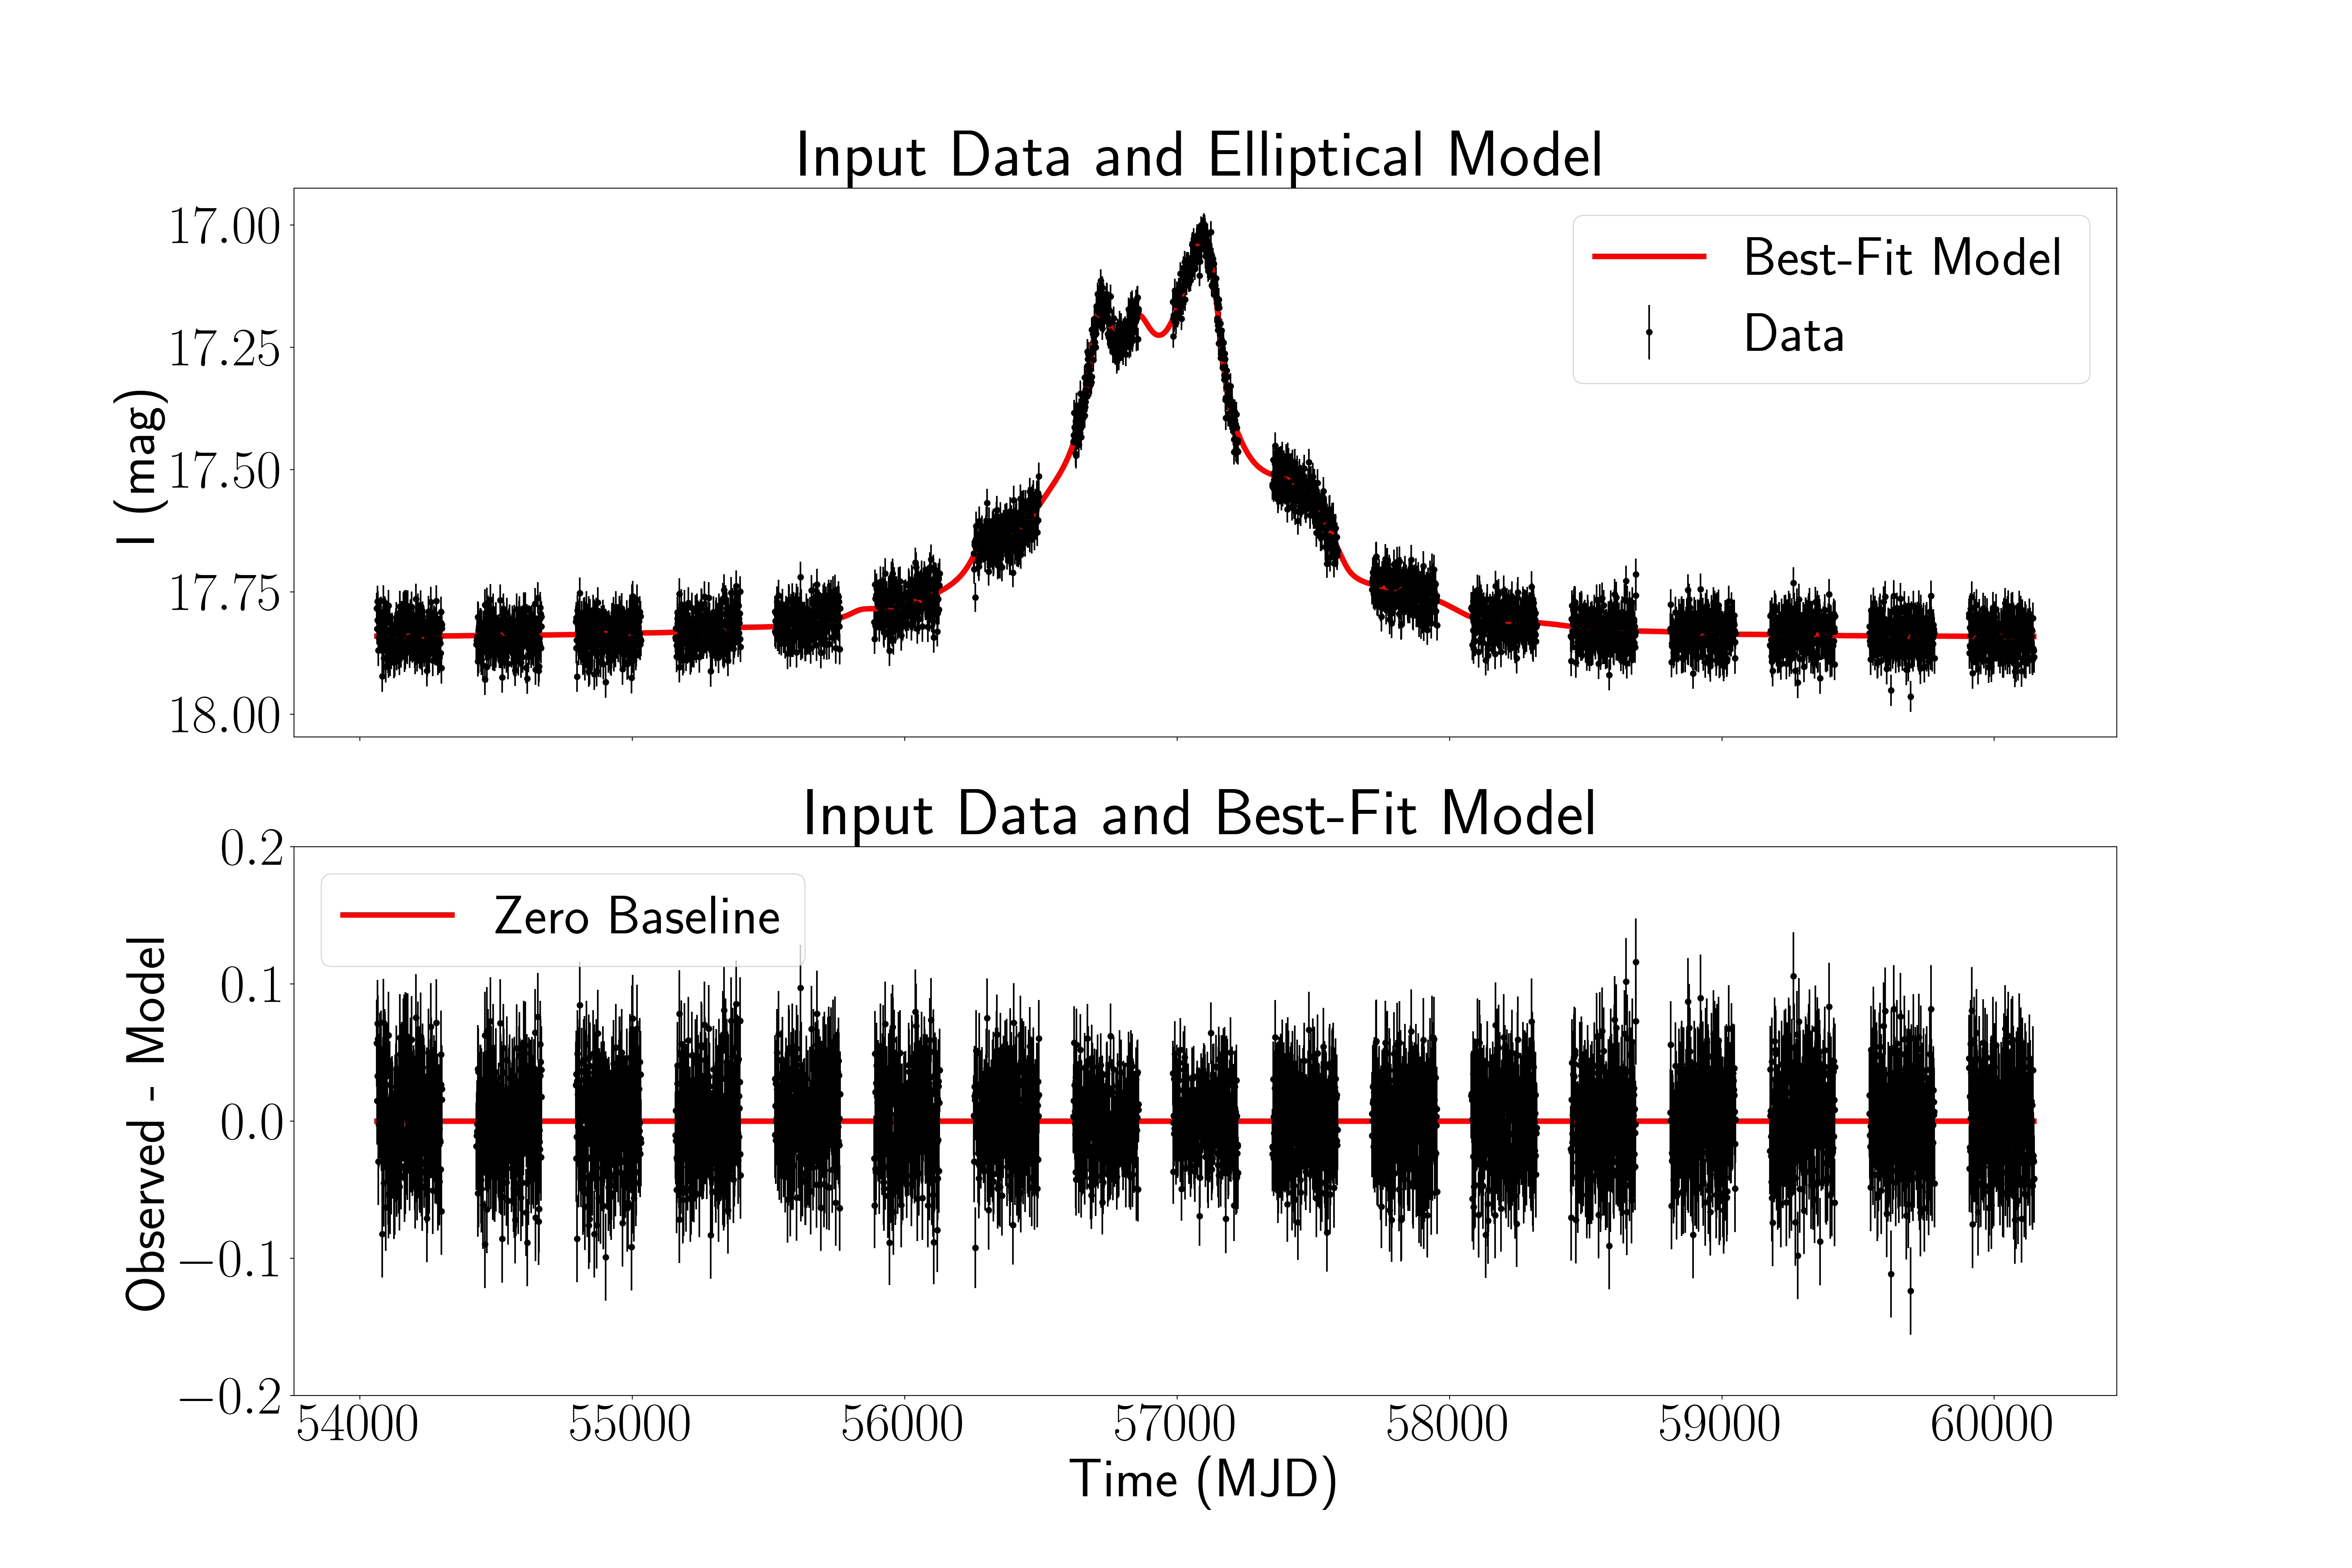 Input Data and Elliptical Model
I (mag)
17.00
17.25
17.50
17.75
18.00
Best-Fit Model
Data
Input Data and Best-Fit Model
Observed - Model
0.2
0.1
0.0
−0.1
−0.2
Zero Baseline
54000 55000 56000 57000 58000 59000 60000
Time (MJD)